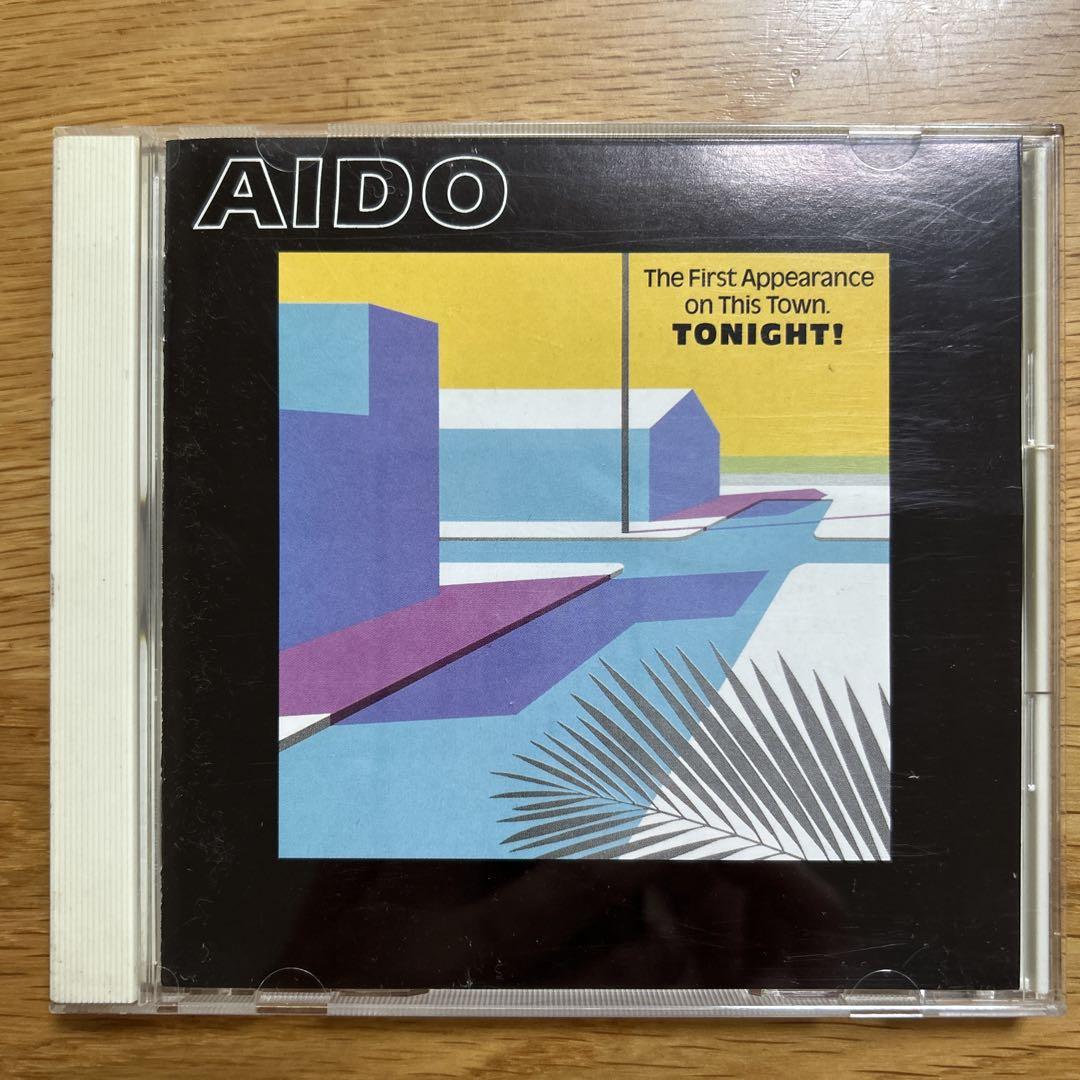 AIDO
The First Appearance
on This Town.
TONIGHT!